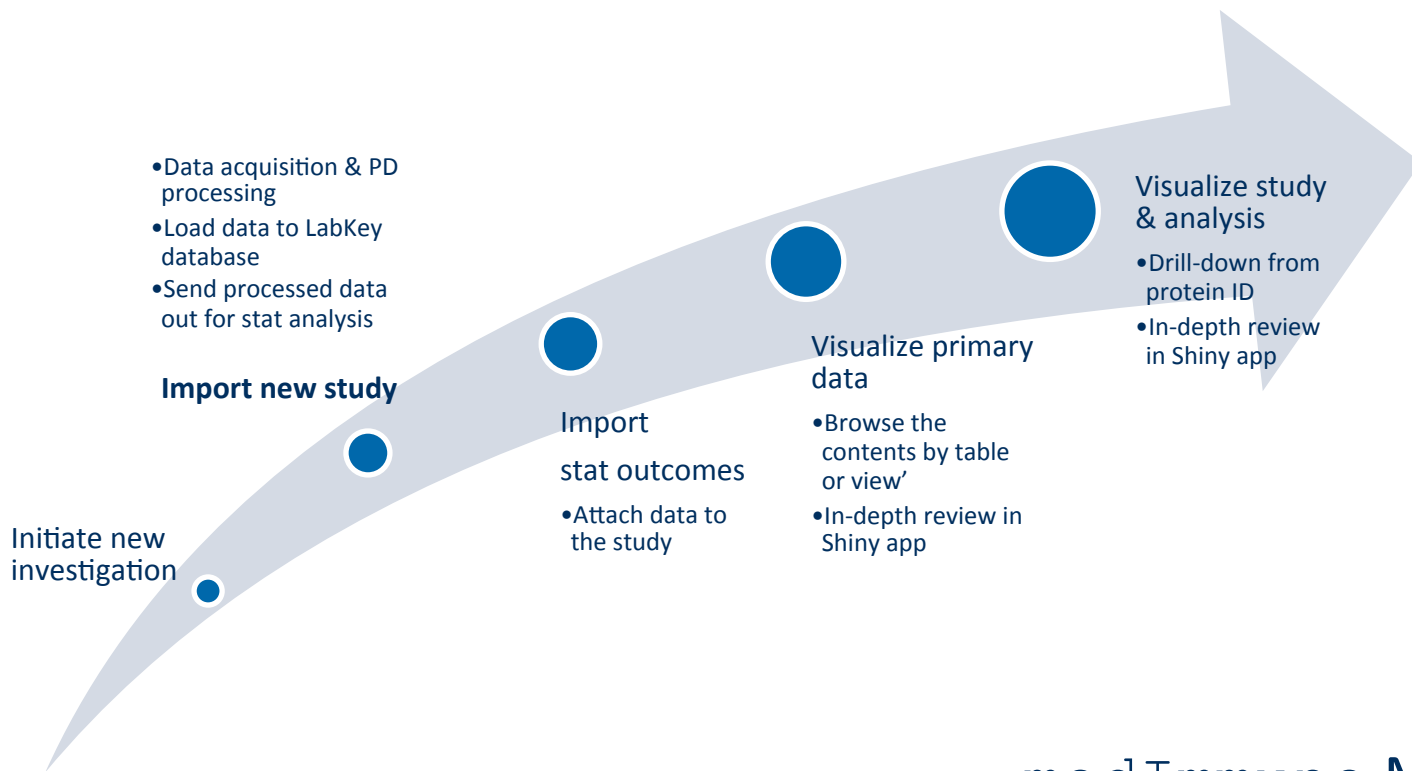 •Data acquisition & PD
processing
•Load data to LabKey
database
•Send processed data
out for stat analysis
Import new study
Initiate new
investigation
Import
stat outcomes
•Attach data to
the study
Visualize primary
data
•Browse the
contents by table
or view’
•In-depth review in
Shiny app
Visualize study
& analysis
•Drill-down from
protein ID
•In-depth review
in Shiny app